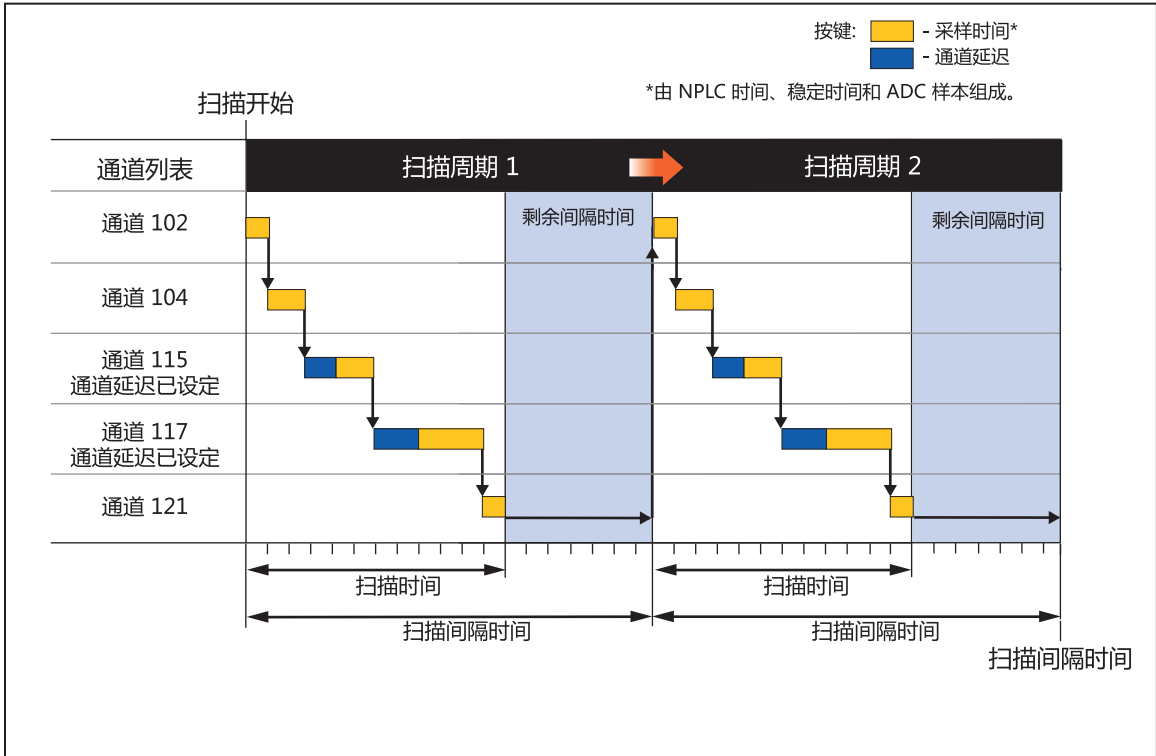 按键: - 采样时间*
- 通道延迟
*由 NPLC 时间、稳定时间和 ADC 样本组成。
扫描开始
通道列表 扫描周期 1 扫描周期 2
通道 102 剩余间隔时间 剩余间隔时间
通道 104
通道 115
通道延迟已设定
通道 117
通道延迟已设定
通道 121
扫描时间 扫描时间
扫描间隔时间 扫描间隔时间
扫描间隔时间